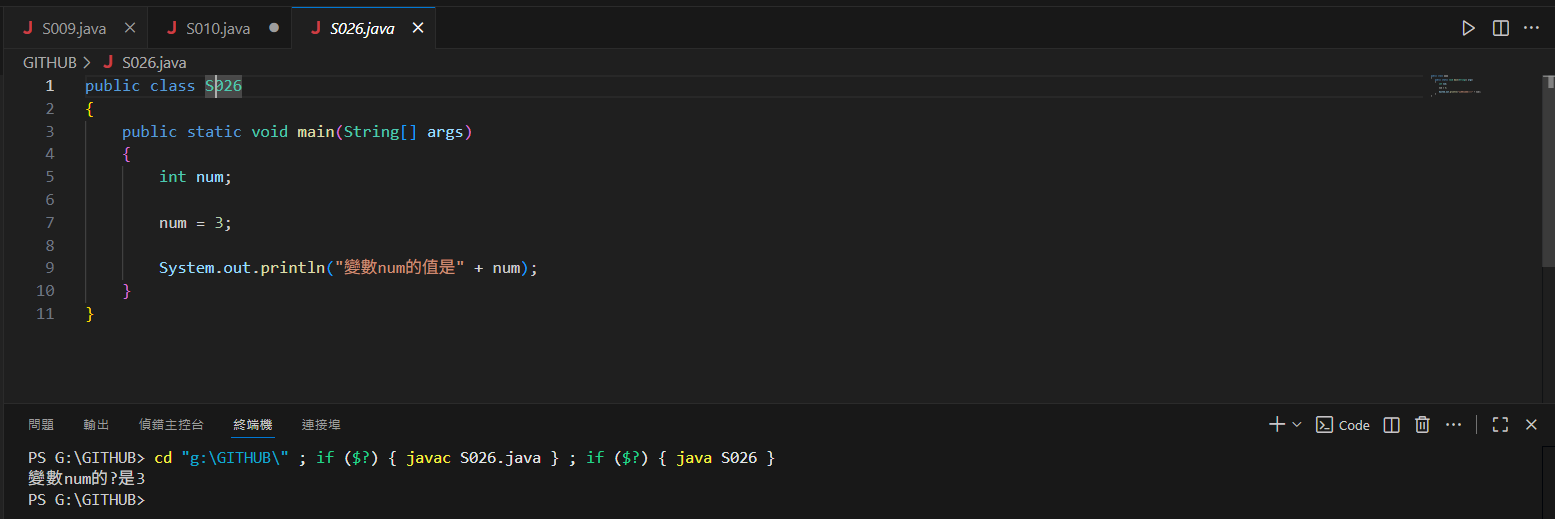 J S009.java × J S010.java ● J S026.java ×
GITHUB > J S026.java
1 public class S026
2 {
3 public static void main(String[] args)
4 {
5 int num;
6
7 num = 3;
8
9 System.out.println("變數num的值是" + num);
10 }
11 }
問題 輸出 偵錯主控台 終端機 連接埠 Code
PS G:\GITHUB> cd "g:\GITHUB\" ; if ($?) { javac S026.java } ; if ($?) { java S026 }
變數num的?是3
PS G:\GITHUB>